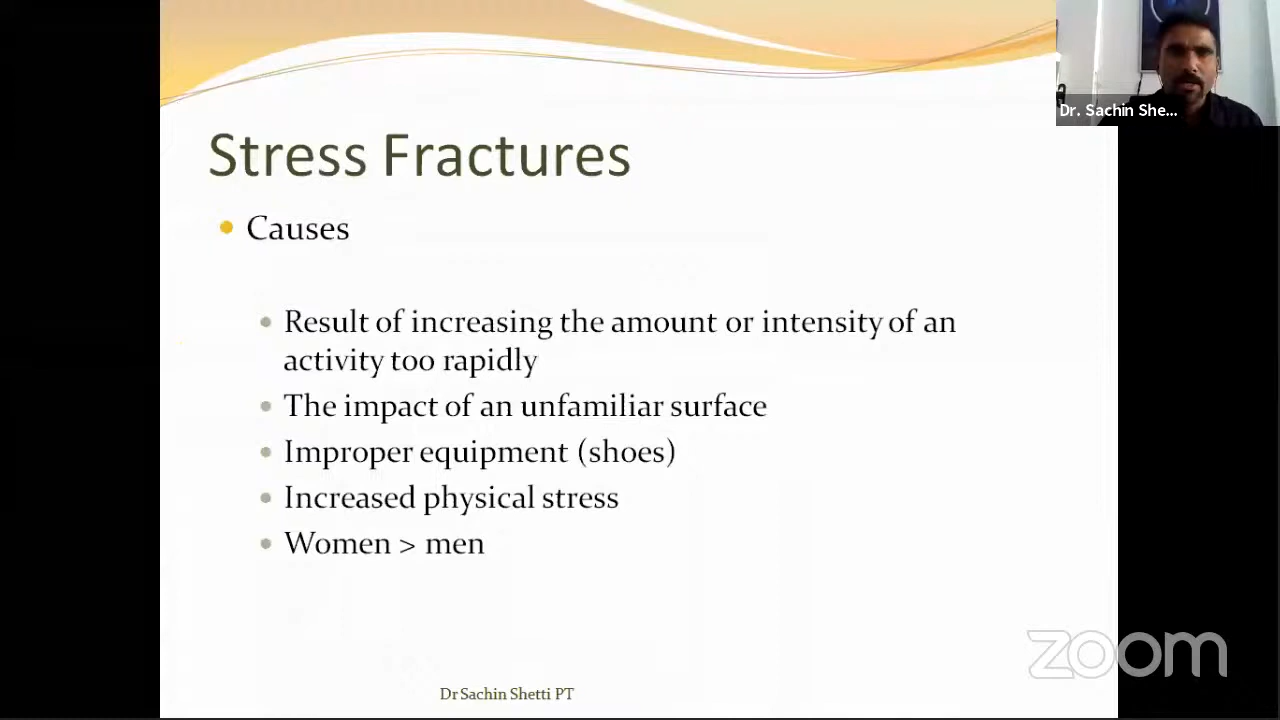 Dr. Sachin She...
Stress Fractures
Causes
Result of increasing the amount or intensity of an
activity too rapidly
The impact of an unfamiliar surface
Improper equipment (shoes)
Increased physical stress
Women > men
zoom
Dr Sachin Shetti PT